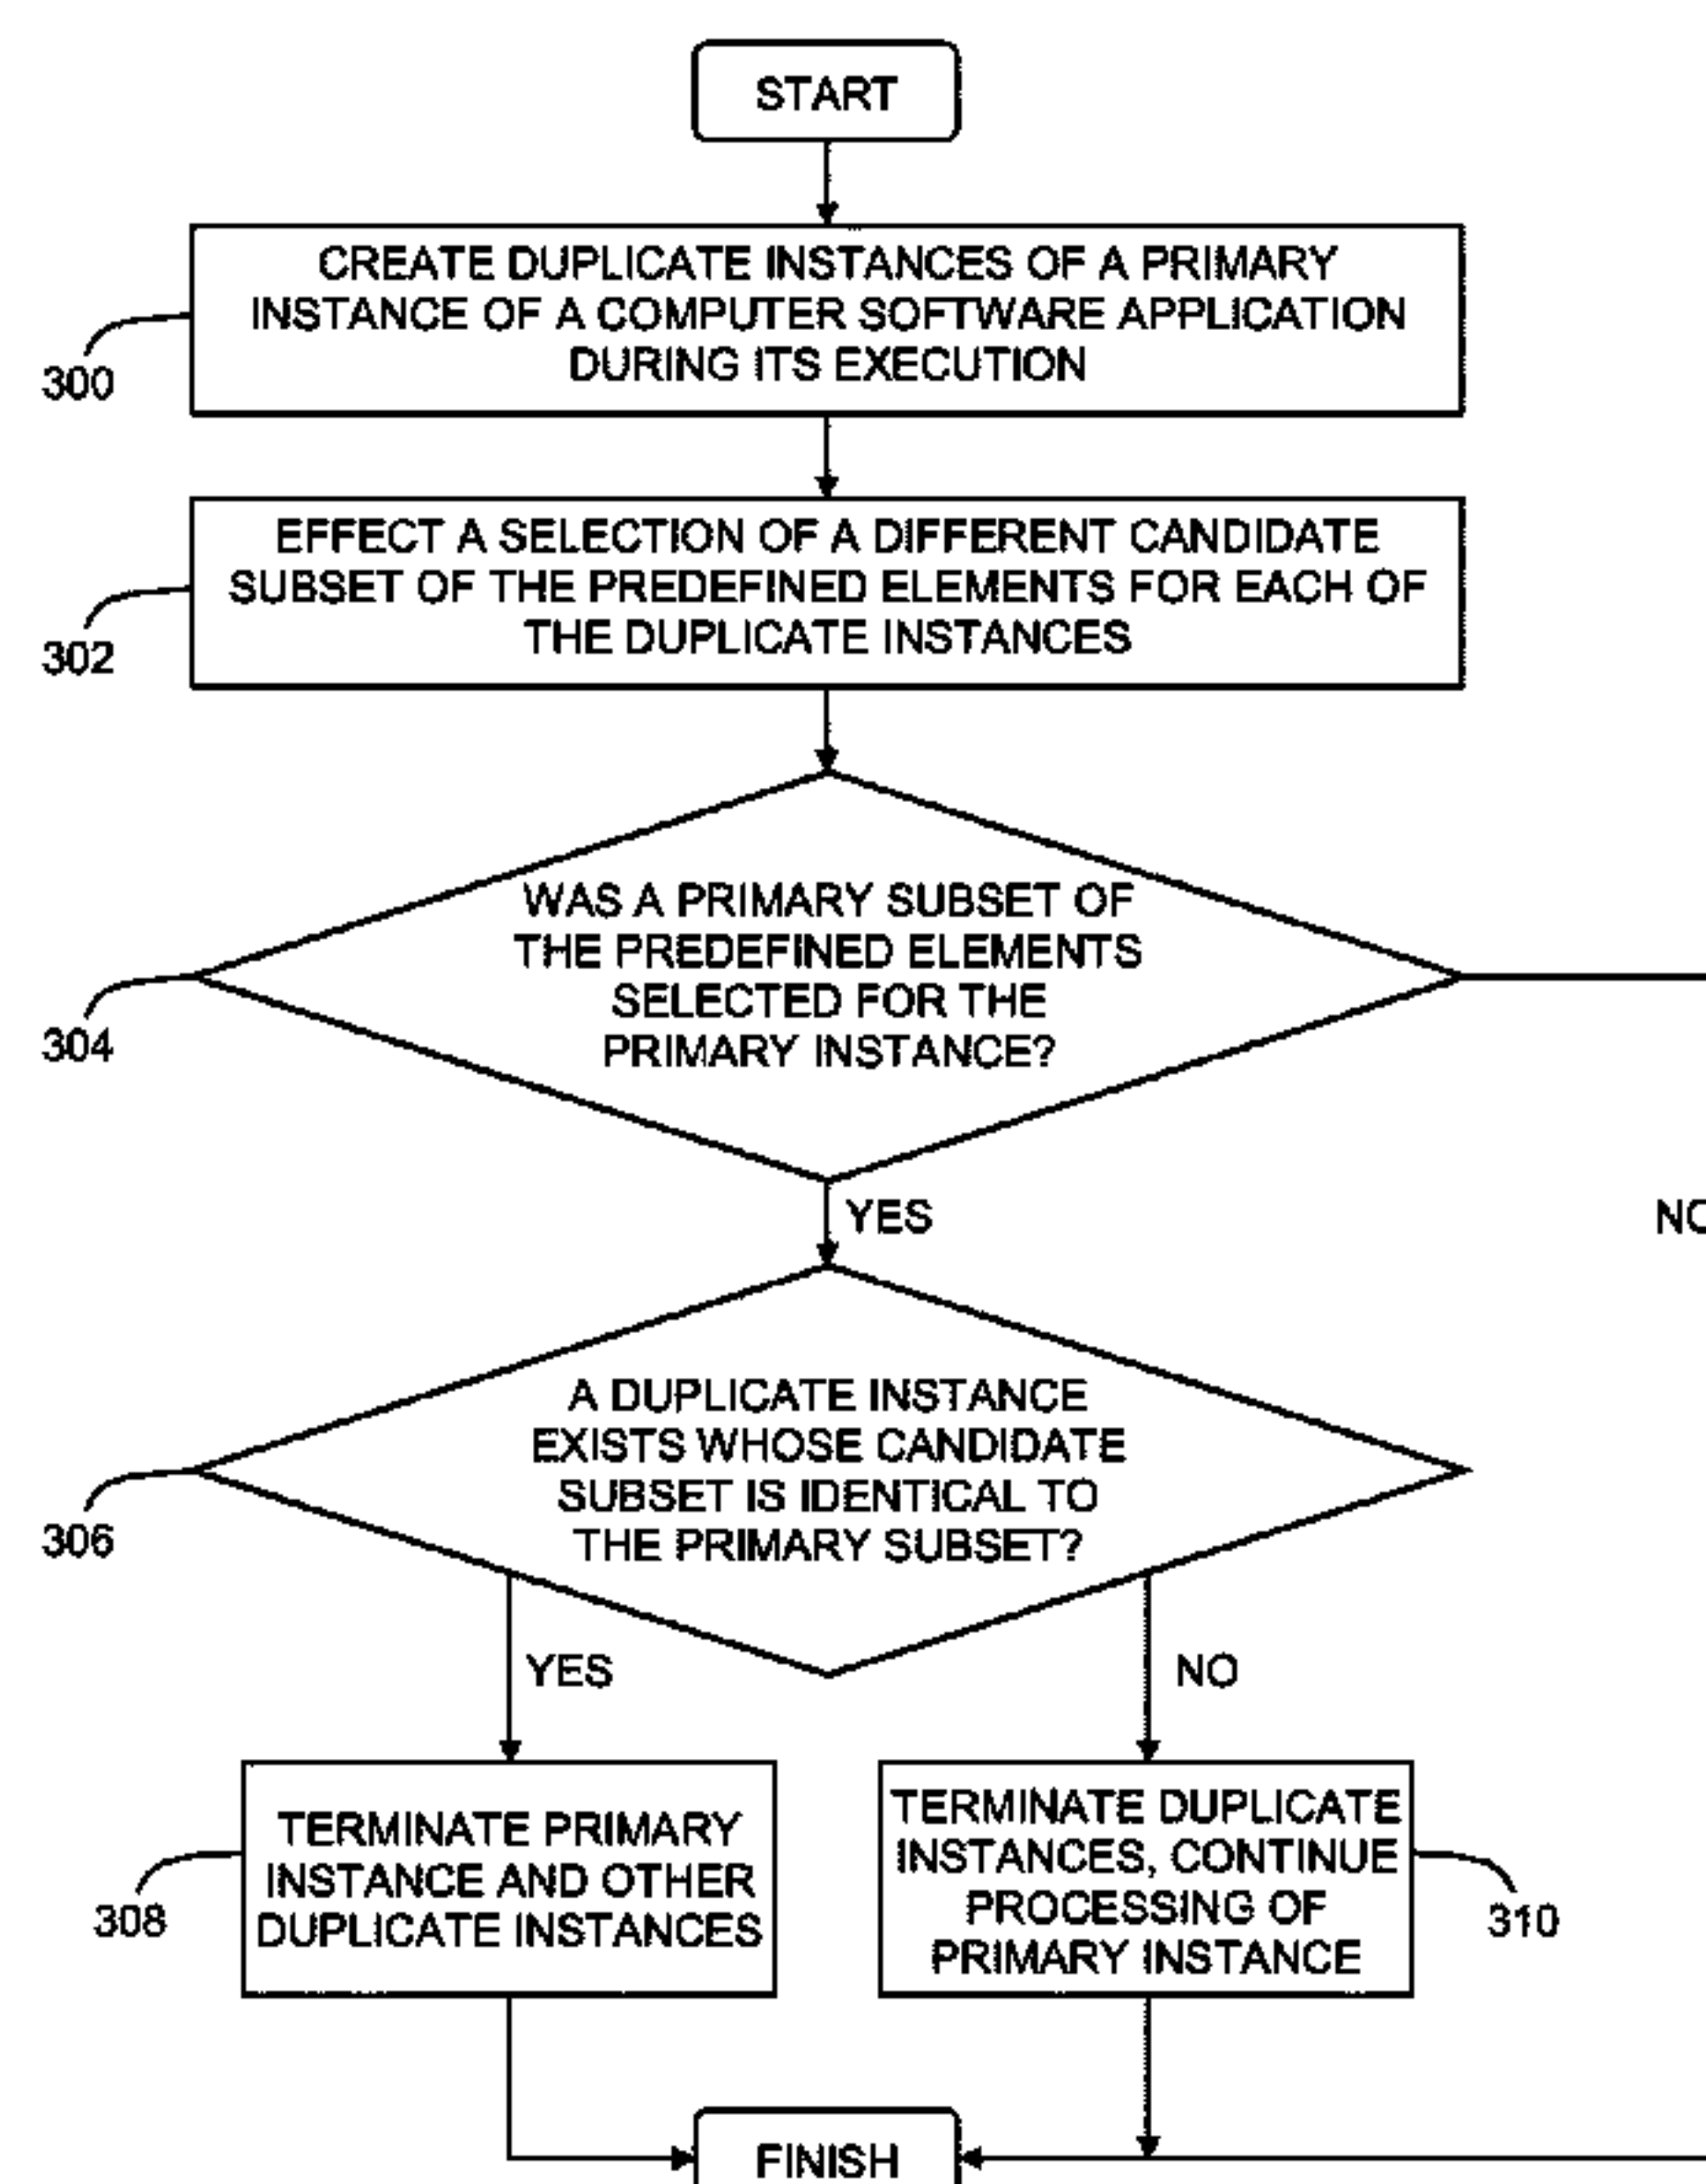 START
CREATE DUPLICATE INSTANCES OF A PRIMARY
INSTANCE OF A COMPUTER SOFTWARE APPLICATION
DURING ITS EXECUTION
300
EFFECT A SELECTION OF A DIFFERENT CANDIDATE
SUBSET OF THE PREDEFINED ELEMENTS FOR EACH OF
THE DUPLICATE INSTANCES
302
WAS A PRIMARY SUBSET OF
THE PREDEFINED ELEMENTS
SELECTED FOR THE
PRIMARY INSTANCE?
304
YES
NO
A DUPLICATE INSTANCE
EXISTS WHOSE CANDIDATE
SUBSET IS IDENTICAL TO
THE PRIMARY SUBSET?
306
YES
NO
TERMINATE PRIMARY
INSTANCE AND OTHER
DUPLICATE INSTANCES
308
TERMINATE DUPLICATE
INSTANCES, CONTINUE
PROCESSING OF
PRIMARY INSTANCE
310
FINISH